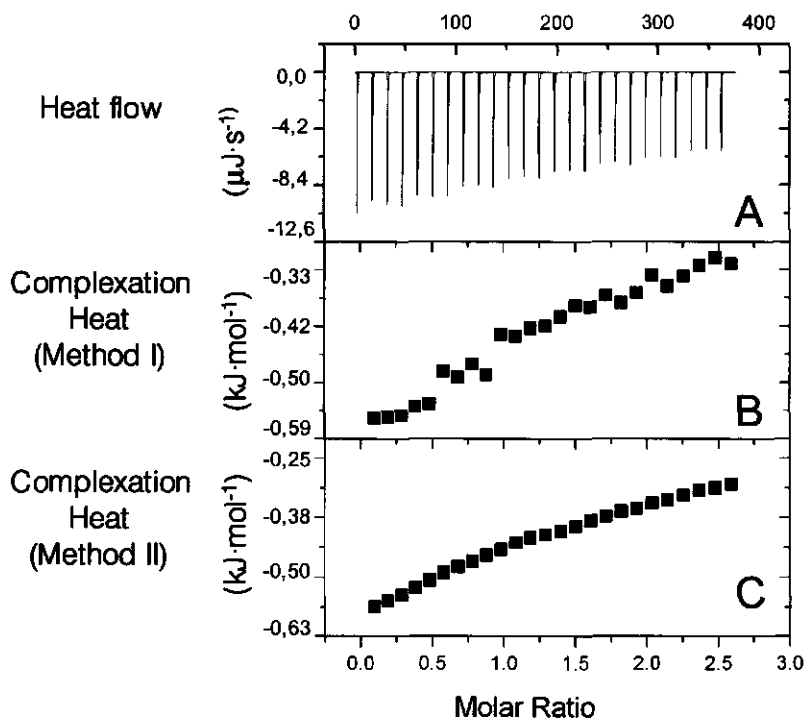 0 100 200 300 400
Heat flow
(μJ·s⁻¹)
0,0
-4,2
-8,4
-12,6
A
Complexation
Heat
(Method I)
(kJ·mol⁻¹)
-0,33
-0,42
-0,50
-0,59
B
Complexation
Heat
(Method II)
(kJ·mol⁻¹)
-0,25
-0,38
-0,50
-0,63
C
0.0 0.5 1.0 1.5 2.0 2.5 3.0
Molar Ratio